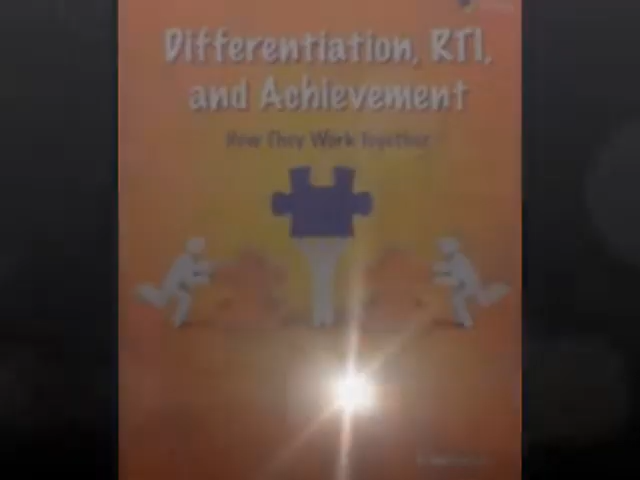 Differentiation, RTI,
and Achievement
How They Work Together